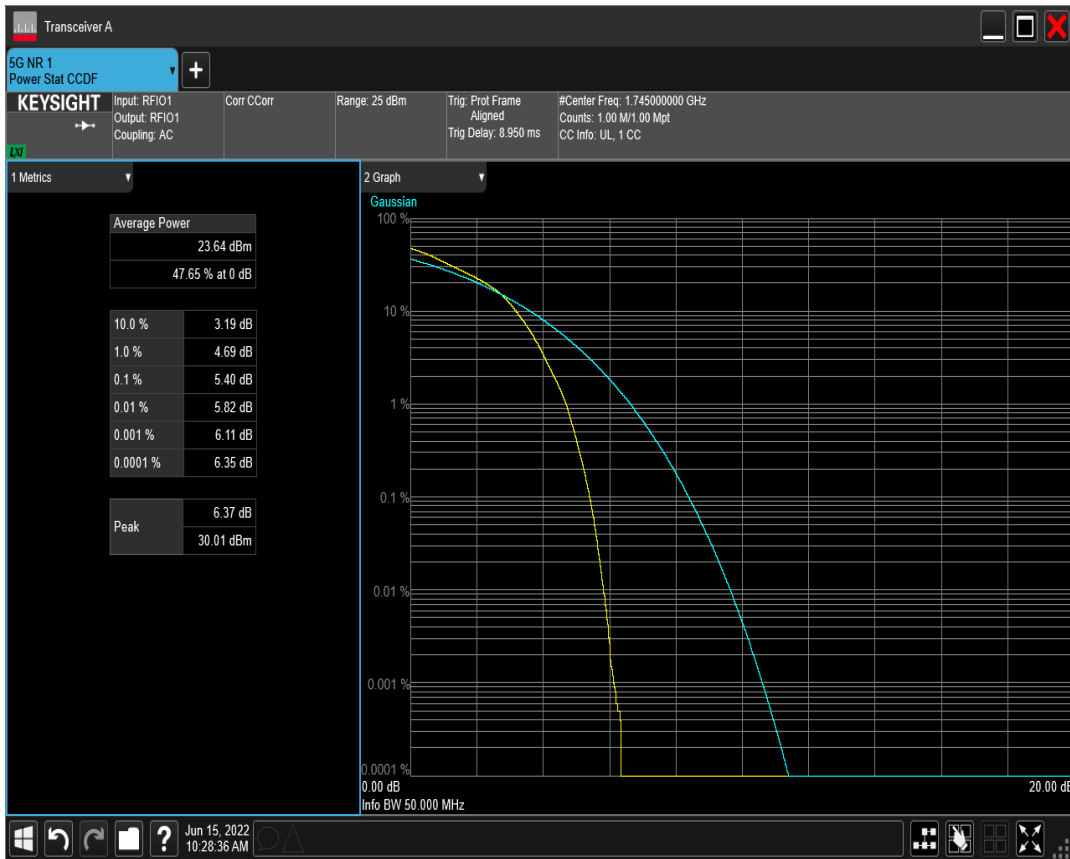 Transceiver A
5G NR 1
Power Stat CCDF
+
KEYSIGHT
LXI
Input: RFIO1
Output: RFIO1
Coupling: AC
Corr CCorr
Range: 25 dBm
Trig: Prot Frame
Aligned
Trig Delay: 8.950 ms
#Center Freq: 1.745000000 GHz
Counts: 1.00 M/1.00 Mpt
CC Info: UL, 1 CC
1 Metrics
Average Power
23.64 dBm
47.65 % at 0 dB
10.0 % 3.19 dB
1.0 % 4.69 dB
0.1 % 5.40 dB
0.01 % 5.82 dB
0.001 % 6.11 dB
0.0001 % 6.35 dB
Peak
6.37 dB
30.01 dBm
2 Graph
Gaussian
100 %
10 %
1 %
0.1 %
0.01 %
0.001 %
0.0001 %
0.00 dB 20.00 dB
Info BW 50.000 MHz
?
Jun 15, 2022
10:28:36 AM